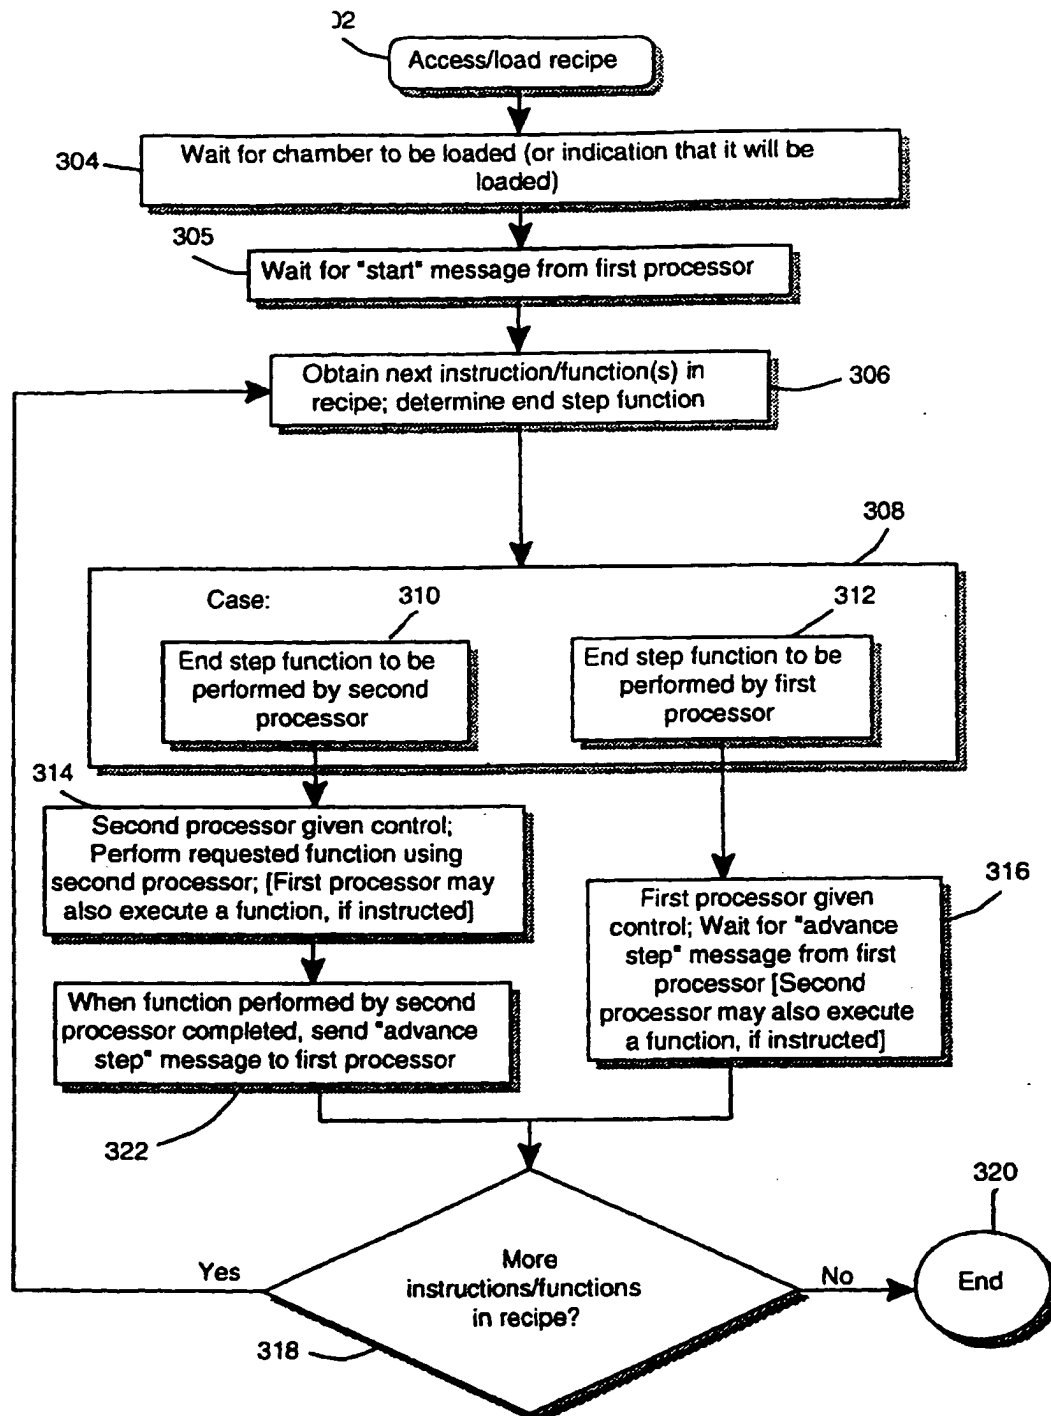 02
Access/load recipe
304
Wait for chamber to be loaded (or indication that it will be
loaded)
305
Wait for "start" message from first processor
Obtain next instruction/function(s) in
recipe; determine end step function
306
308
Case:
310
312
End step function to be
performed by second
processor
End step function to be
performed by first
processor
314
Second processor given control;
Perform requested function using
second processor; [First processor may
also execute a function, if instructed]
First processor given
control; Wait for "advance
step" message from first
processor [Second
processor may also execute
a function, if instructed]
316
When function performed by second
processor completed, send "advance
step" message to first processor
322
320
Yes
More
instructions/functions
in recipe?
No
End
318